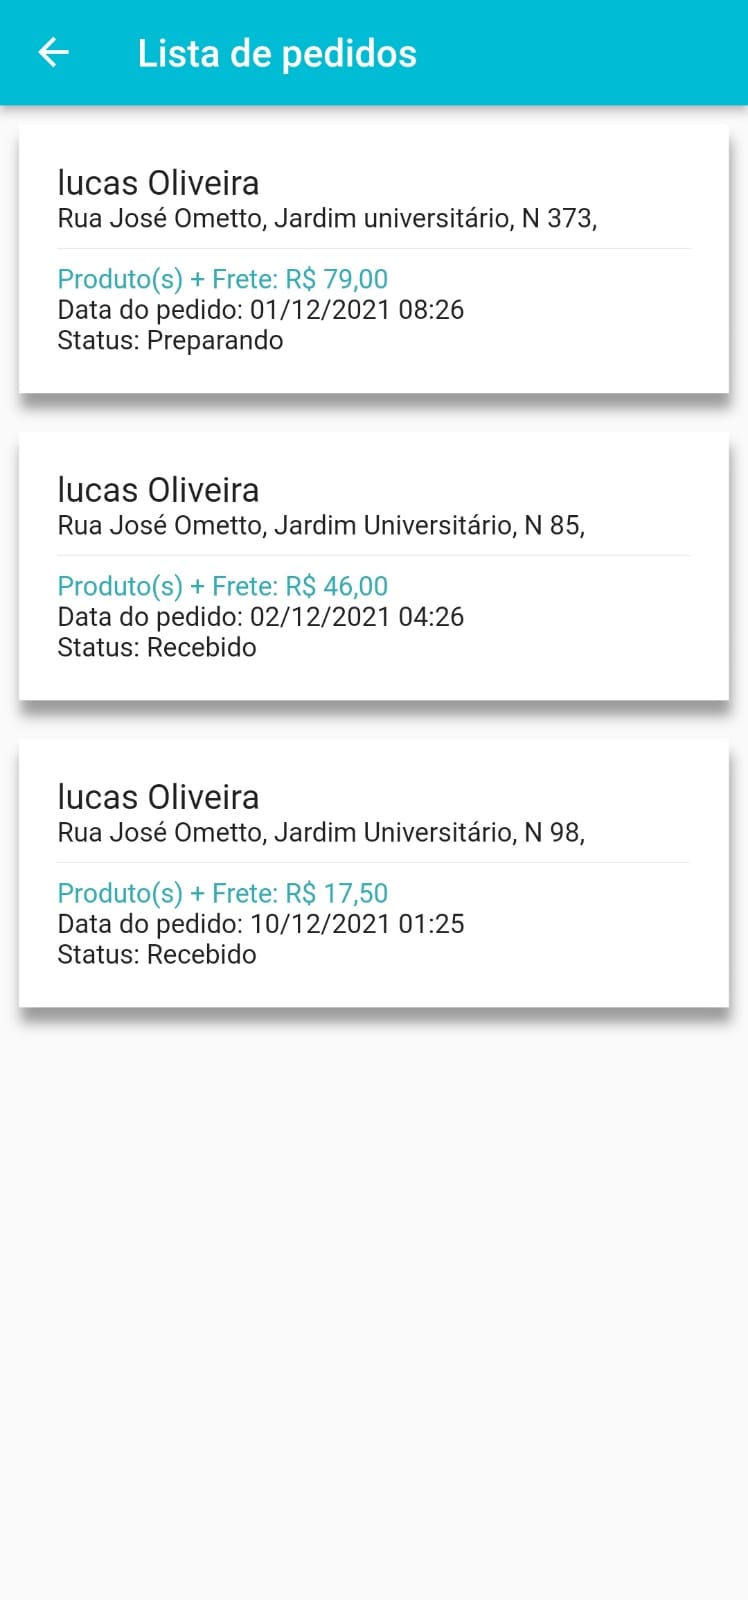 Lista de pedidos
lucas Oliveira
Rua José Ometto, Jardim universitário, N 373,
Produto(s) + Frete: R$ 79,00
Data do pedido: 01/12/2021 08:26
Status: Preparando
lucas Oliveira
Rua José Ometto, Jardim Universitário, N 85,
Produto(s) + Frete: R$ 46,00
Data do pedido: 02/12/2021 04:26
Status: Recebido
lucas Oliveira
Rua José Ometto, Jardim Universitário, N 98,
Produto(s) + Frete: R$ 17,50
Data do pedido: 10/12/2021 01:25
Status: Recebido